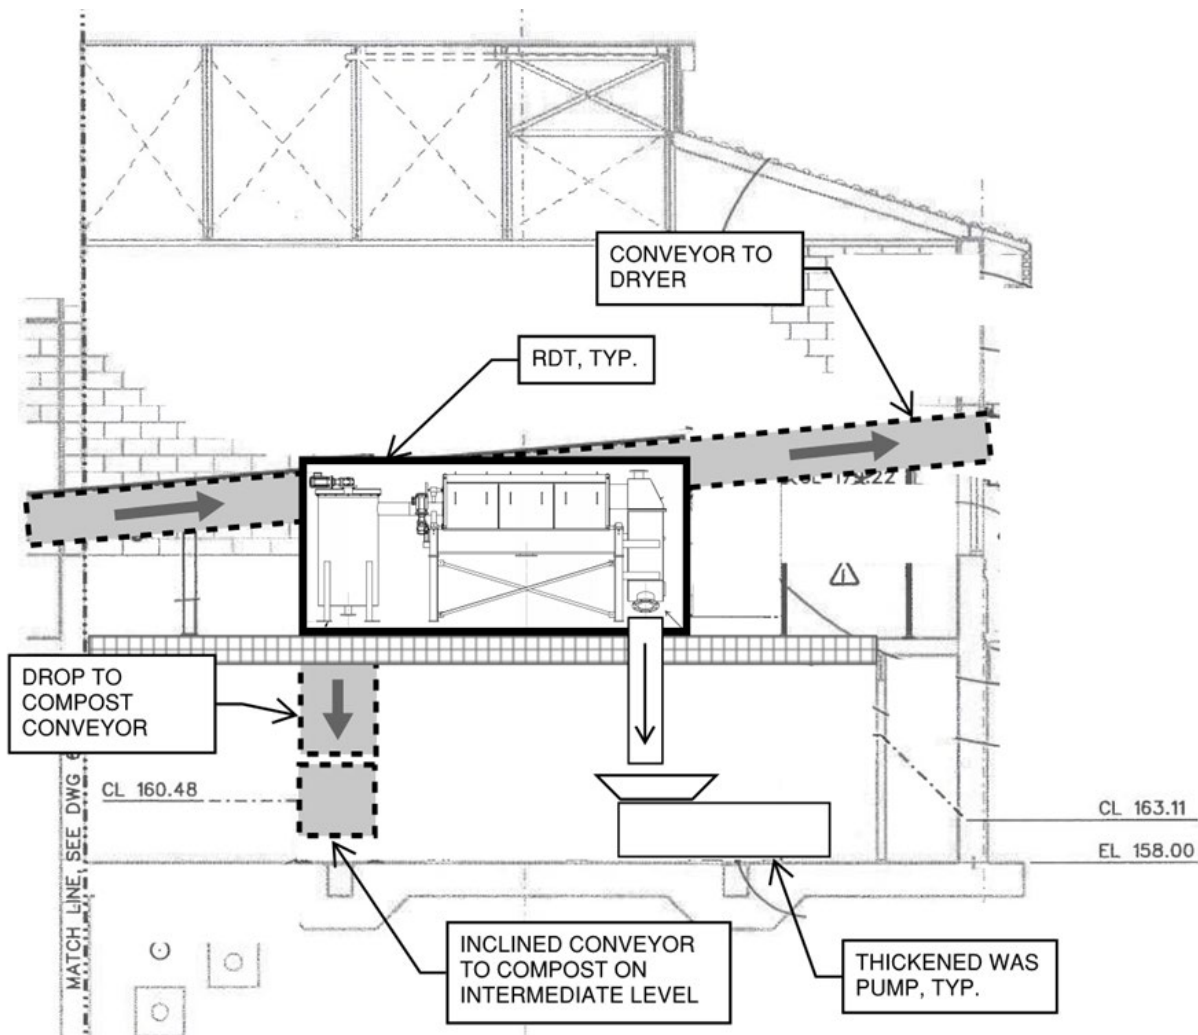 CONVEYOR TO
DRYER
RDT, TYP.
DROP TO
COMPOST
CONVEYOR
CL 160.48
CL 163.11
EL 158.00
MATCH LINE, SEE DWG
INCLINED CONVEYOR
TO COMPOST ON
INTERMEDIATE LEVEL
THICKENED WAS
PUMP, TYP.